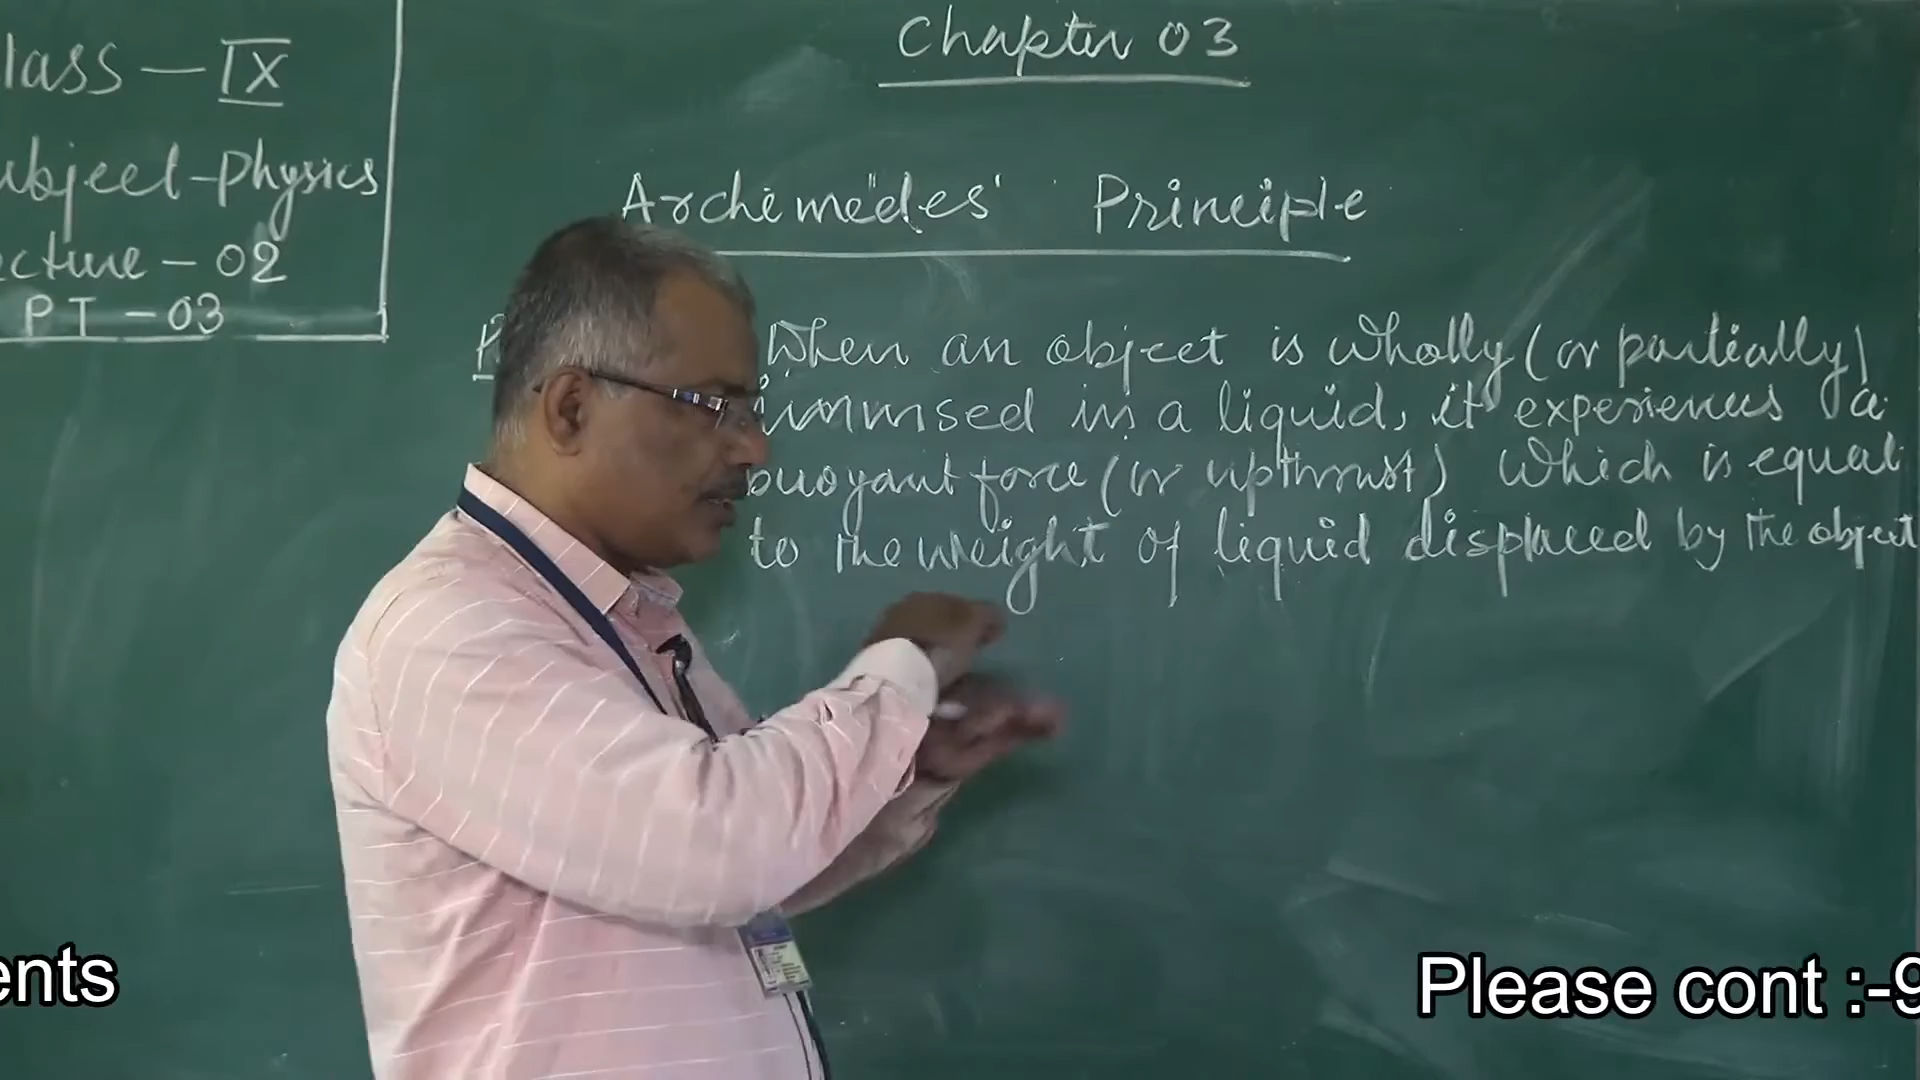 lass - IX
ubject - Physics
ecture - 02
PT - 03
Chapter 03
Archimedes' Principle
When an object is wholly (or partially)
immersed in a liquid, it experiences a
buoyant force (or upthrust) which is equal
to the weight of liquid displaced by the object
ents
Please cont :-9